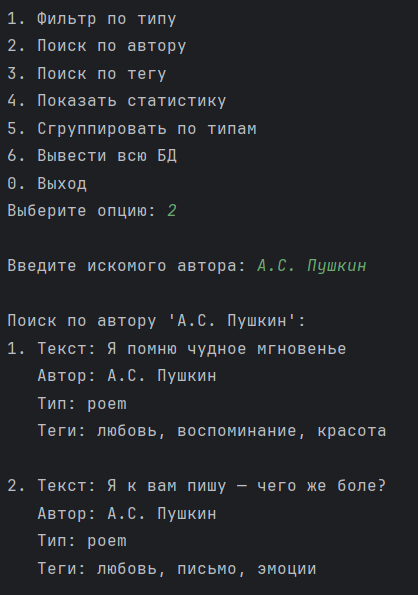 1. Фильтр по типу
2. Поиск по автору
3. Поиск по тегу
4. Показать статистику
5. Сгруппировать по типам
6. Вывести всю БД
0. Выход
Выберите опцию: 2
Введите искомого автора: А.С. Пушкин
Поиск по автору 'А.С. Пушкин':
1. Текст: Я помню чудное мгновенье
Автор: А.С. Пушкин
Тип: poem
Теги: любовь, воспоминание, красота
2. Текст: Я к вам пишу — чего же боле?
Автор: А.С. Пушкин
Тип: poem
Теги: любовь, письмо, эмоции